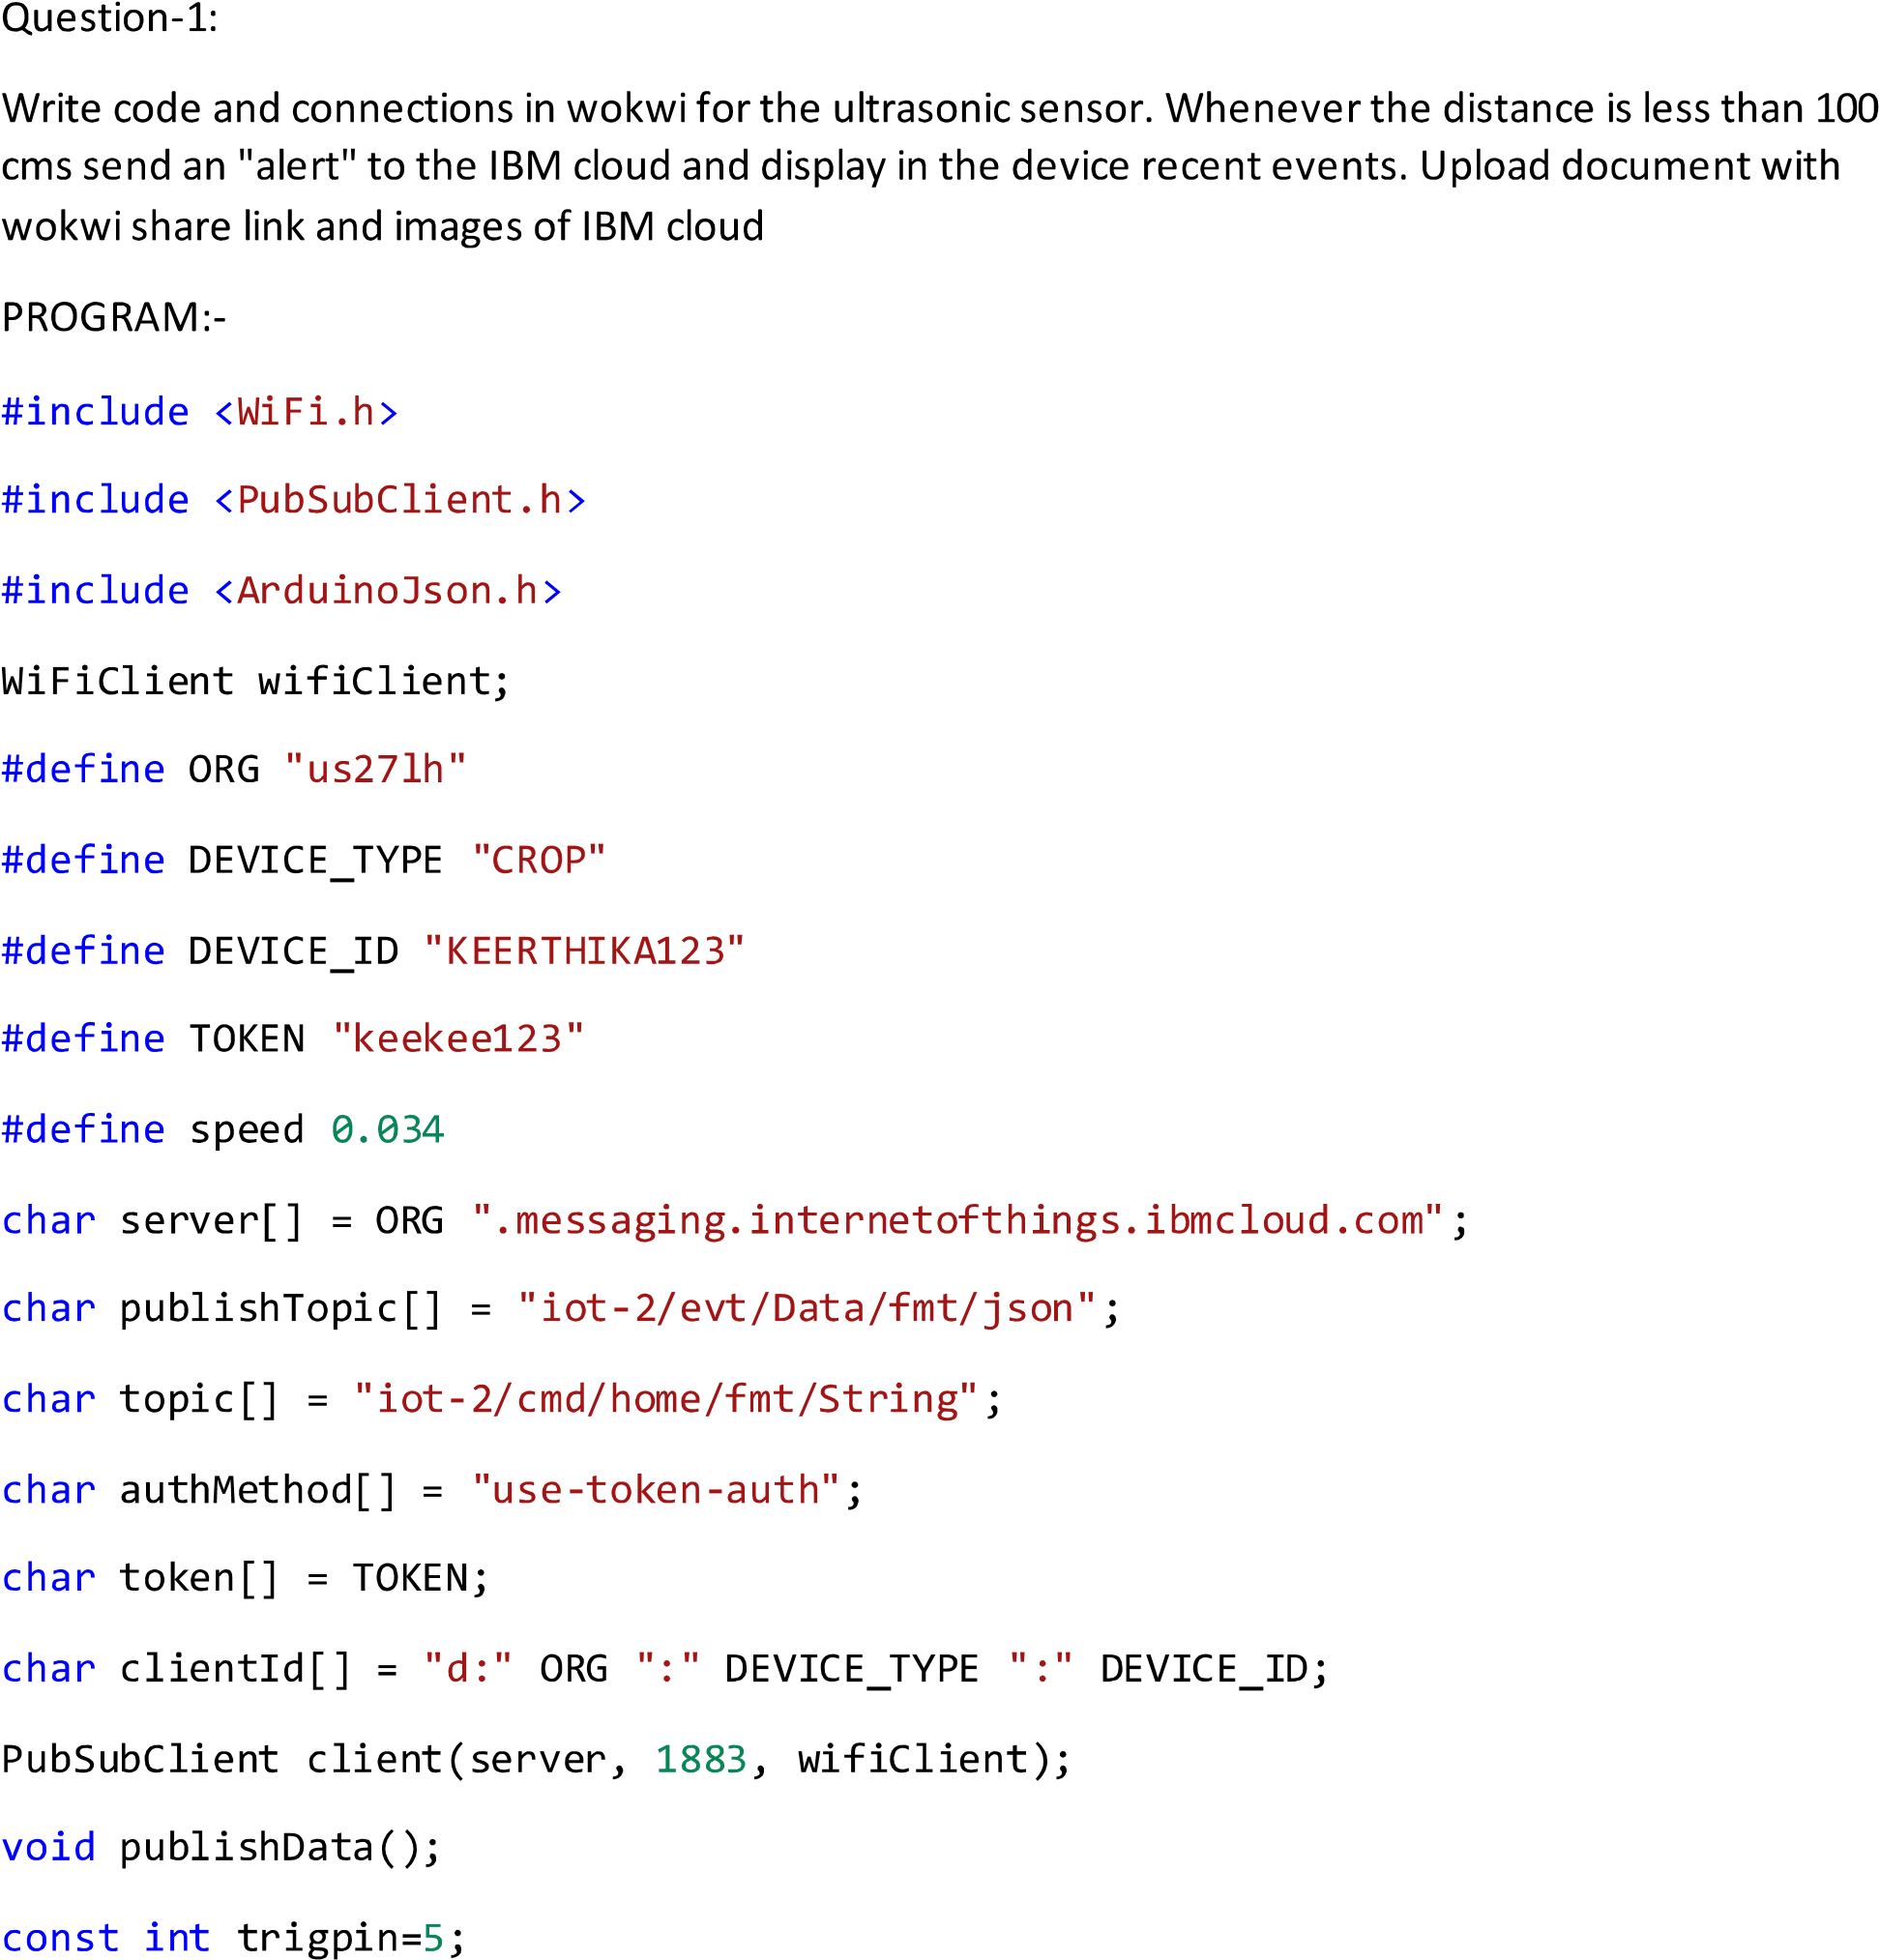 Question-1:
Write code and connections in wokwi for the ultrasonic sensor. Whenever the distance is less than 100
cms send an "alert" to the IBM cloud and display in the device recent events. Upload document with
wokwi share link and images of IBM cloud
PROGRAM:-
#include <WiFi.h>
#include <PubSubClient.h>
#include <ArduinoJson.h>
WiFiClient wifiClient;
#define ORG "us27lh"
#define DEVICE_TYPE "CROP"
#define DEVICE_ID "KEERTHIKA123"
#define TOKEN "keekee123"
#define speed 0.034
char server[] = ORG ".messaging.internetofthings.ibmcloud.com";
char publishTopic[] = "iot-2/evt/Data/fmt/json";
char topic[] = "iot-2/cmd/home/fmt/String";
char authMethod[] = "use-token-auth";
char token[] = TOKEN;
char clientId[] = "d:" ORG ":" DEVICE_TYPE ":" DEVICE_ID;
PubSubClient client(server, 1883, wifiClient);
void publishData();
const int trigpin=5;